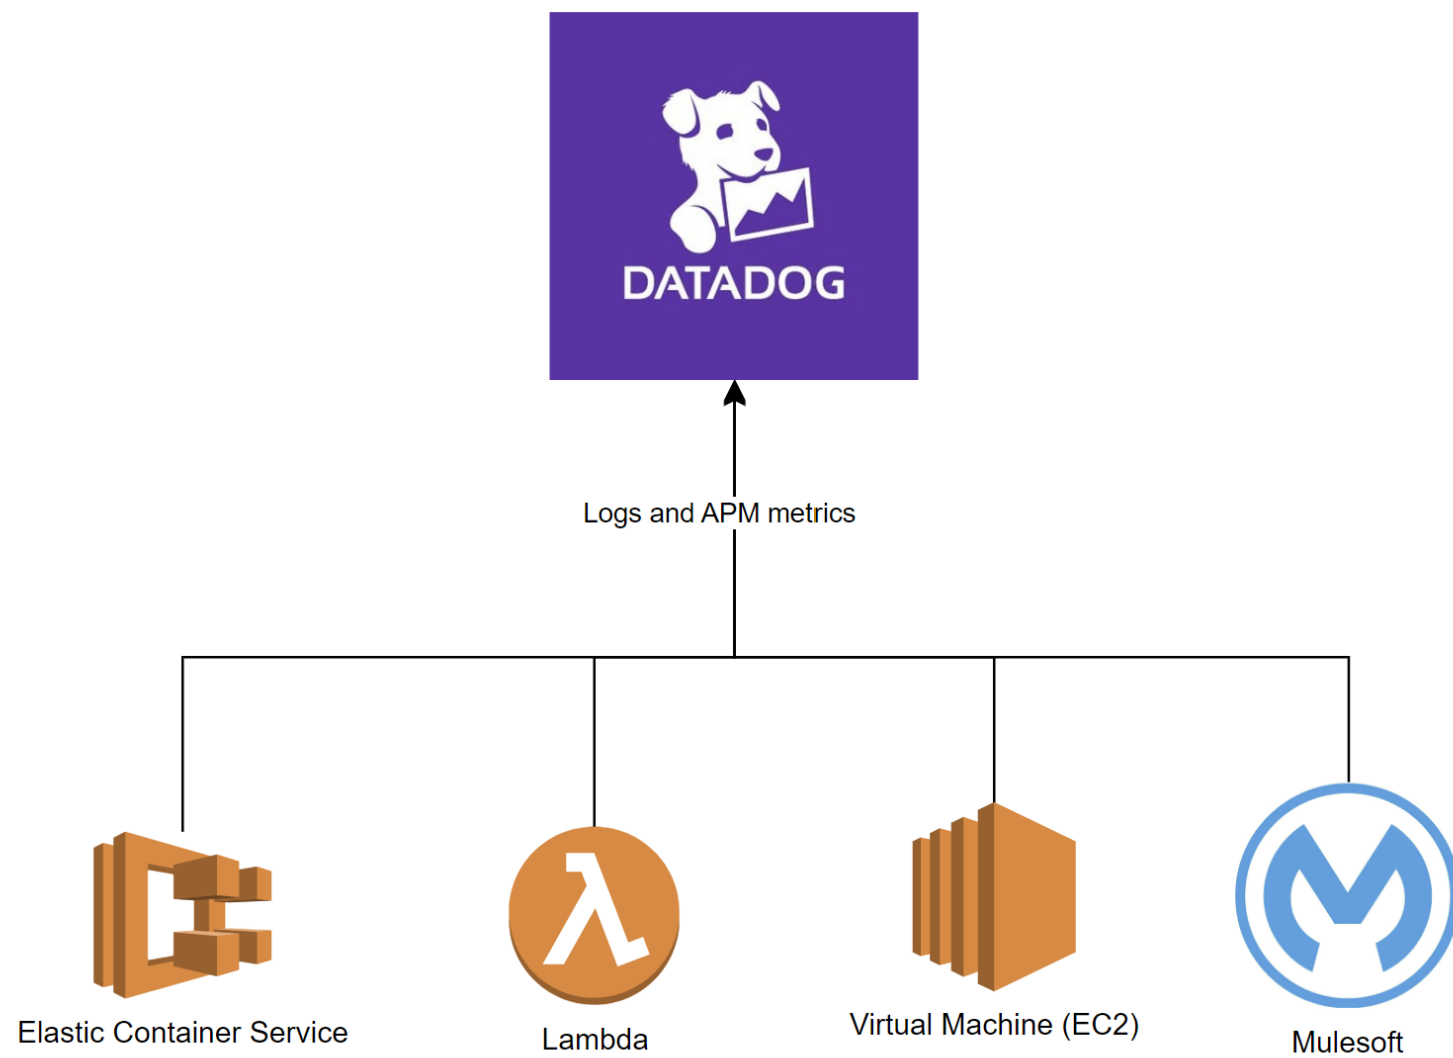 DATADOG
Logs and APM metrics
Elastic Container Service
Lambda
Virtual Machine (EC2)
Mulesoft